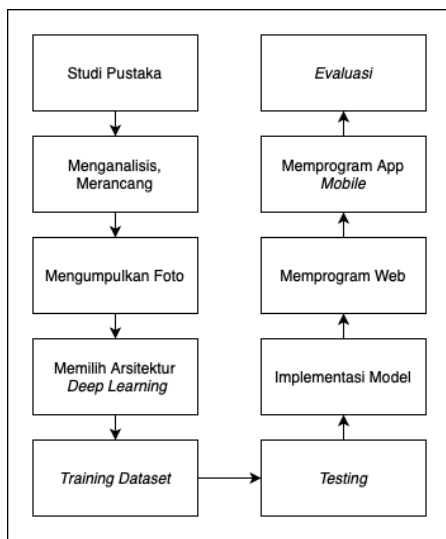 Studi Pustaka
Menganalisis,
Merancang
Mengumpulkan Foto
Memilih Arsitektur
Deep Learning
Training Dataset
Testing
Implementasi Model
Memprogram Web
Memprogram App
Mobile
Evaluasi